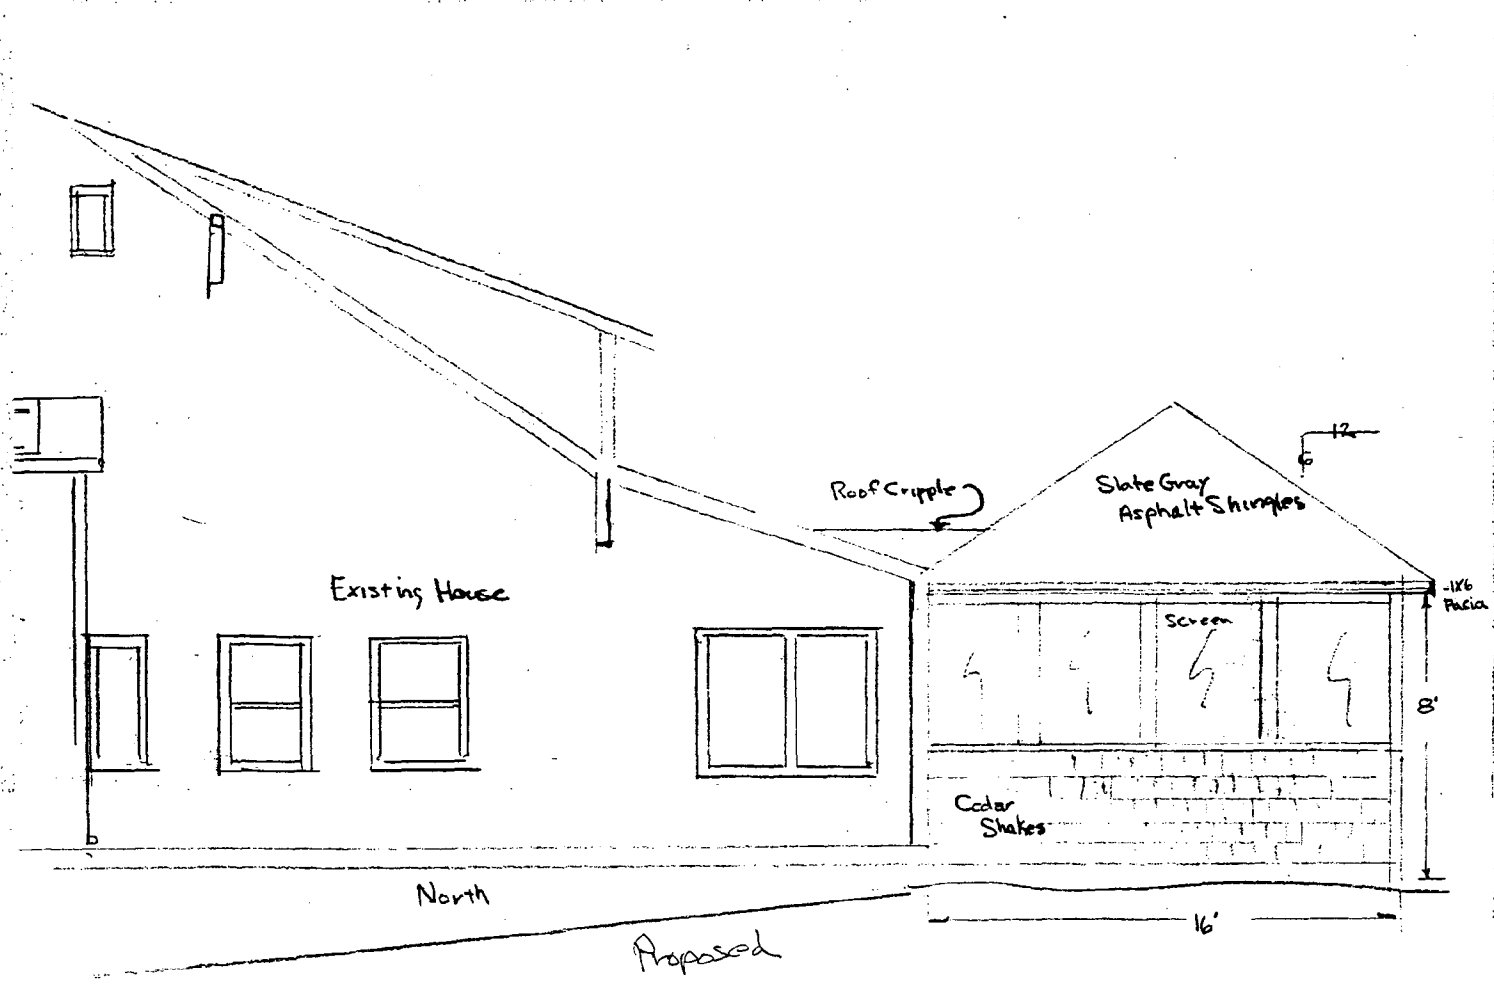 12
6
Roof Cripple
Slate Gray
Asphalt Shingles
Existing House
1X6
Facia
Screen
8'
Cedar
Shakes
North
16'
Proposed